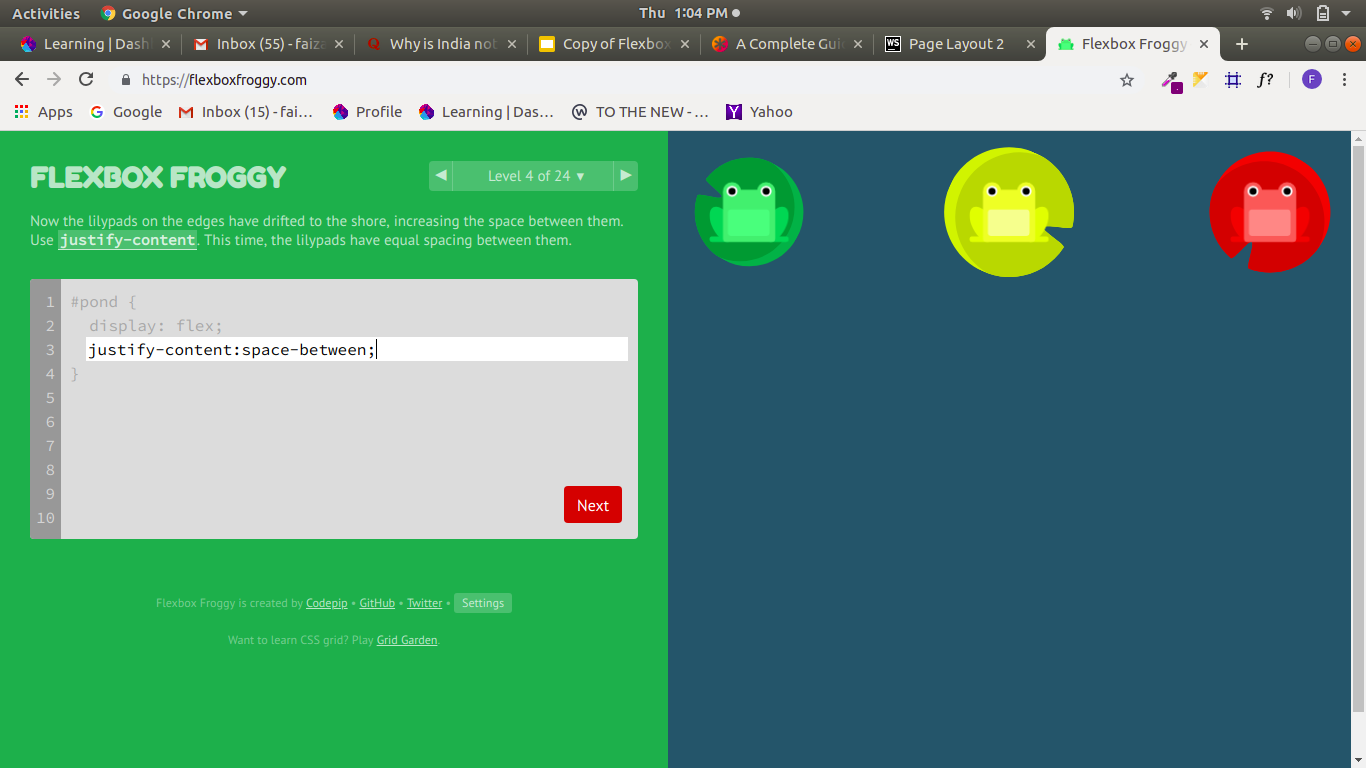 Activities Google Chrome Thu 1:04 PM
Learning | Dash Inbox (55) - faiza Why is India not Copy of Flexbox A Complete Guid Page Layout 2 Flexbox Froggy
https://flexboxfroggy.com f? F
Apps Google Inbox (15) - fai... Profile Learning | Das... TO THE NEW - ... Yahoo
FLEXBOX FROGGY
Level 4 of 24
Now the lilypads on the edges have drifted to the shore, increasing the space between them.
Use justify-content. This time, the lilypads have equal spacing between them.
1 #pond {
2 display: flex;
3 justify-content:space-between;
4 }
5
6
7
8
9
10
Next
Flexbox Froggy is created by Codepip • GitHub • Twitter • Settings
Want to learn CSS grid? Play Grid Garden.